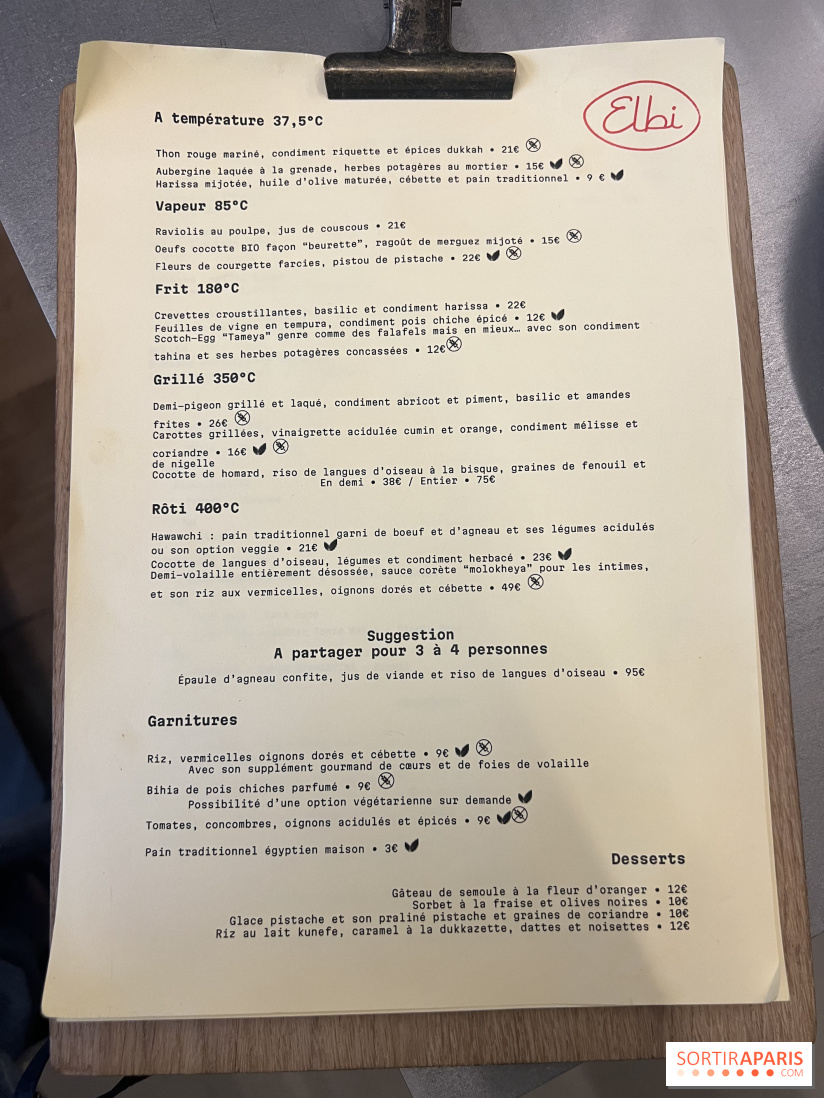 Elbi
A température 37,5°C
Thon rouge mariné, condiment riquette et épices dukkah • 21€
Aubergine laquée à la grenade, herbes potagères au mortier • 15€
Harissa mijotée, huile d'olive maturée, cébette et pain traditionnel • 9 €
Vapeur 85°C
Raviolis au poulpe, jus de couscous • 21€
Oeufs cocotte BIO façon "beurette", ragoût de merguez mijoté • 15€
Fleurs de courgette farcies, pistou de pistache • 22€
Frit 180°C
Crevettes croustillantes, basilic et condiment harissa • 22€
Feuilles de vigne en tempura, condiment pois chiche épicé • 12€
Scotch-Egg "Tameya" genre comme des falafels mais en mieux… avec son condiment
tahina et ses herbes potagères concassées • 12€
Grillé 350°C
Demi-pigeon grillé et laqué, condiment abricot et piment, basilic et amandes
frites • 26€
Carottes grillées, vinaigrette acidulée cumin et orange, condiment mélisse et
coriandre • 16€
de nigelle
Cocotte de homard, riso de langues d'oiseau à la bisque, graines de fenouil et
En demi • 38€ / Entier • 75€
Rôti 400°C
Hawawchi : pain traditionnel garni de boeuf et d'agneau et ses légumes acidulés
ou son option veggie • 21€
Cocotte de langues d'oiseau, légumes et condiment herbacé • 23€
Demi-volaille entièrement désossée, sauce corète "molokheya" pour les intimes,
et son riz aux vermicelles, oignons dorés et cébette • 49€
Suggestion
A partager pour 3 à 4 personnes
Épaule d'agneau confite, jus de viande et riso de langues d'oiseau • 95€
Garnitures
Riz, vermicelles oignons dorés et cébette • 9€
Avec son supplément gourmand de cœurs et de foies de volaille
Bihia de pois chiches parfumé • 9€
Possibilité d'une option végétarienne sur demande
Tomates, concombres, oignons acidulés et épicés • 9€
Pain traditionnel égyptien maison • 3€
Desserts
Gâteau de semoule à la fleur d'oranger • 12€
Sorbet à la fraise et olives noires • 10€
Glace pistache et son praliné pistache et graines de coriandre • 10€
Riz au lait kunefe, caramel à la dukkazette, dattes et noisettes • 12€
SORTIRAPARIS
.COM